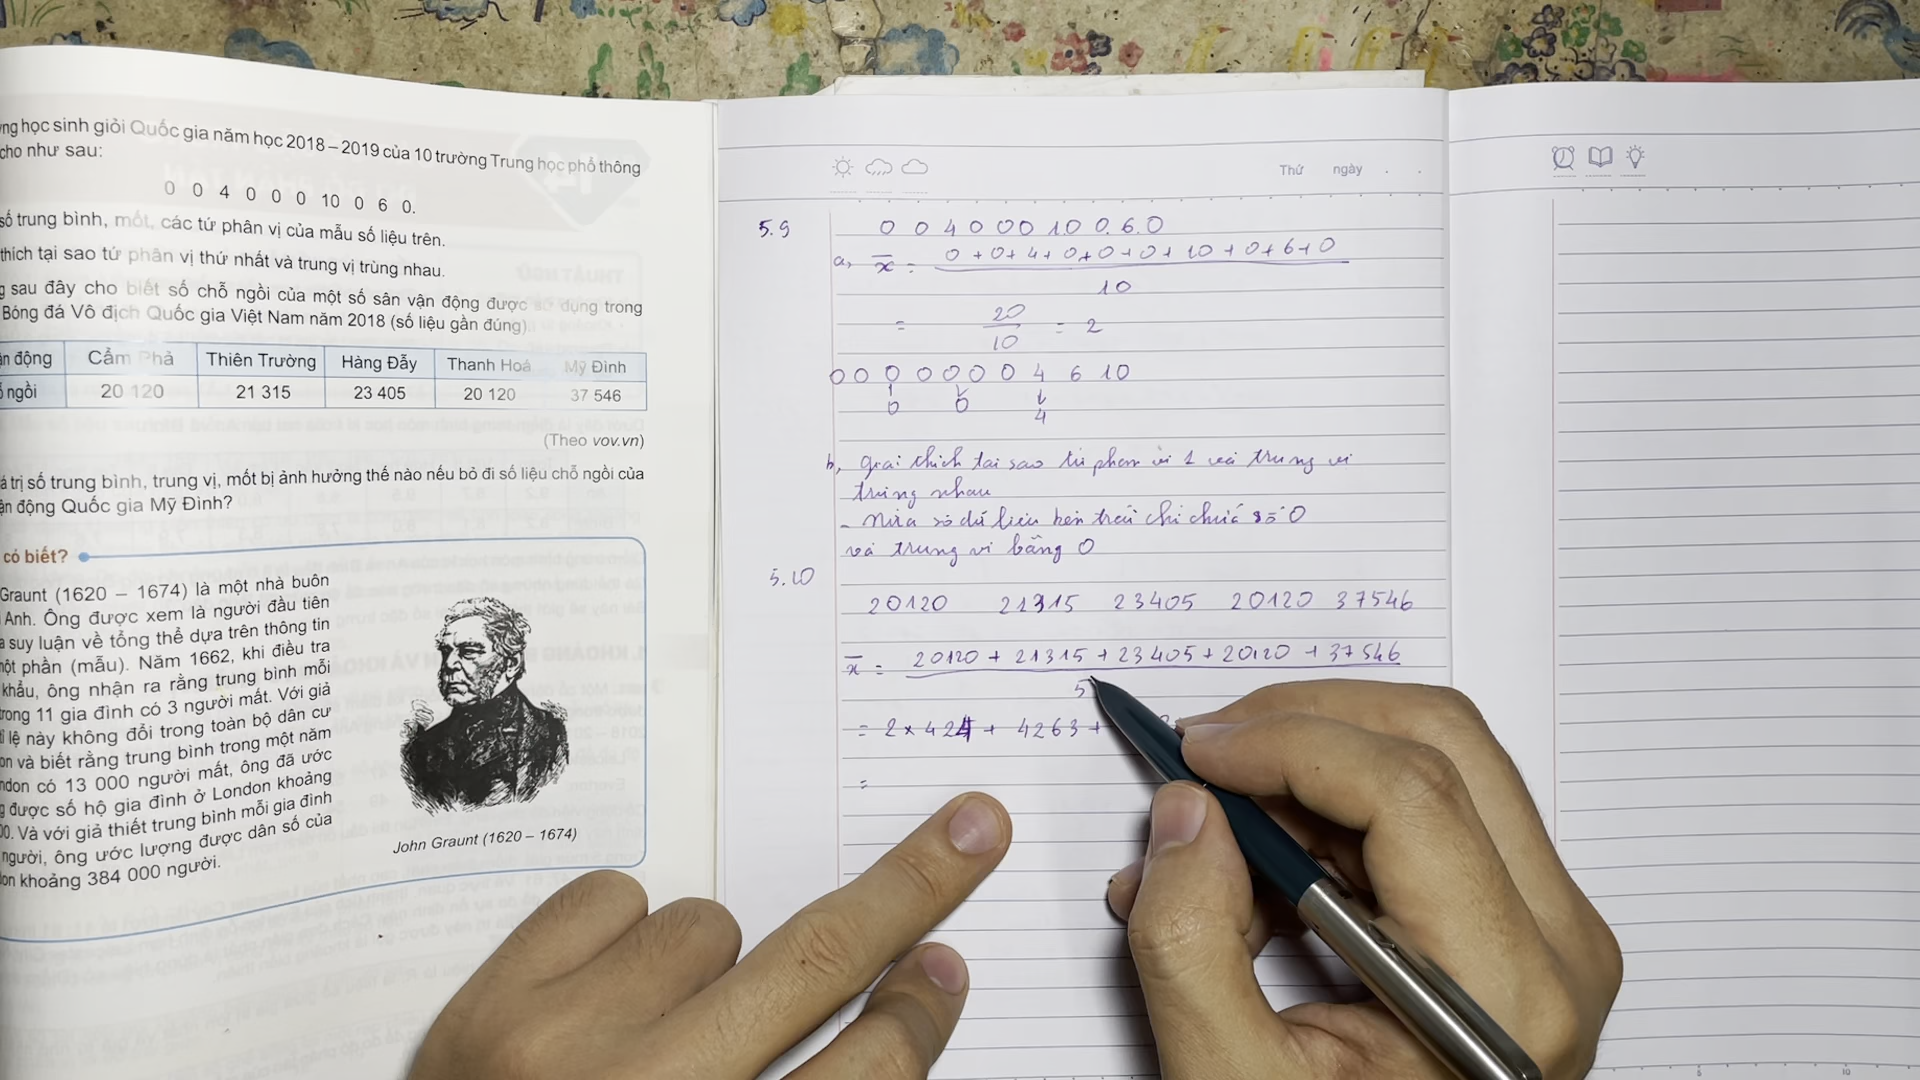 ng học sinh giỏi Quốc gia năm học 2018 – 2019 của 10 trường Trung học phổ thông
cho như sau:
0 0 4 0 0 0 10 0 6 0.
số trung bình, mốt, các tứ phân vị của mẫu số liệu trên.
thích tại sao tứ phân vị thứ nhất và trung vị trùng nhau.
g sau đây cho biết số chỗ ngồi của một số sân vận động được sử dụng trong
Bóng đá Vô địch Quốc gia Việt Nam năm 2018 (số liệu gần đúng).
ận động Cẩm Phả Thiên Trường Hàng Đẫy Thanh Hoá Mỹ Đình
ỗ ngồi 20 120 21 315 23 405 20 120 37 546
(Theo vov.vn)
á trị số trung bình, trung vị, mốt bị ảnh hưởng thế nào nếu bỏ đi số liệu chỗ ngồi của
ận động Quốc gia Mỹ Đình?
có biết?
Graunt (1620 – 1674) là một nhà buôn
Anh. Ông được xem là người đầu tiên
a suy luận về tổng thể dựa trên thông tin
một phần (mẫu). Năm 1662, khi điều tra
khẩu, ông nhận ra rằng trung bình mỗi
trong 11 gia đình có 3 người mất. Với giả
tỉ lệ này không đổi trong toàn bộ dân cư
on và biết rằng trung bình trong một năm
ndon có 13 000 người mất, ông đã ước
g được số hộ gia đình ở London khoảng
00. Và với giả thiết trung bình mỗi gia đình
người, ông ước lượng được dân số của
don khoảng 384 000 người.
John Graunt (1620 – 1674)
Thứ ngày . .
5.9 0 0 4 0 0 0 10 0 6 0
a, x̄ = 0 + 0 + 4 + 0 + 0 + 0 + 10 + 0 + 6 + 0
10
= 20 = 2
10
0 0 0 0 0 0 0 4 6 10
0 0 4
b, giải thích tại sao tứ phân vị 1 và trung vị
trùng nhau
- Nửa số dữ liệu bên trái chỉ chứa số 0
và trung vị bằng 0
5.10
20120 21315 23405 20120 37546
x̄ = 20120 + 21315 + 23405 + 20120 + 37546
5
= 2 × 424 + 4263 +
=
5 10